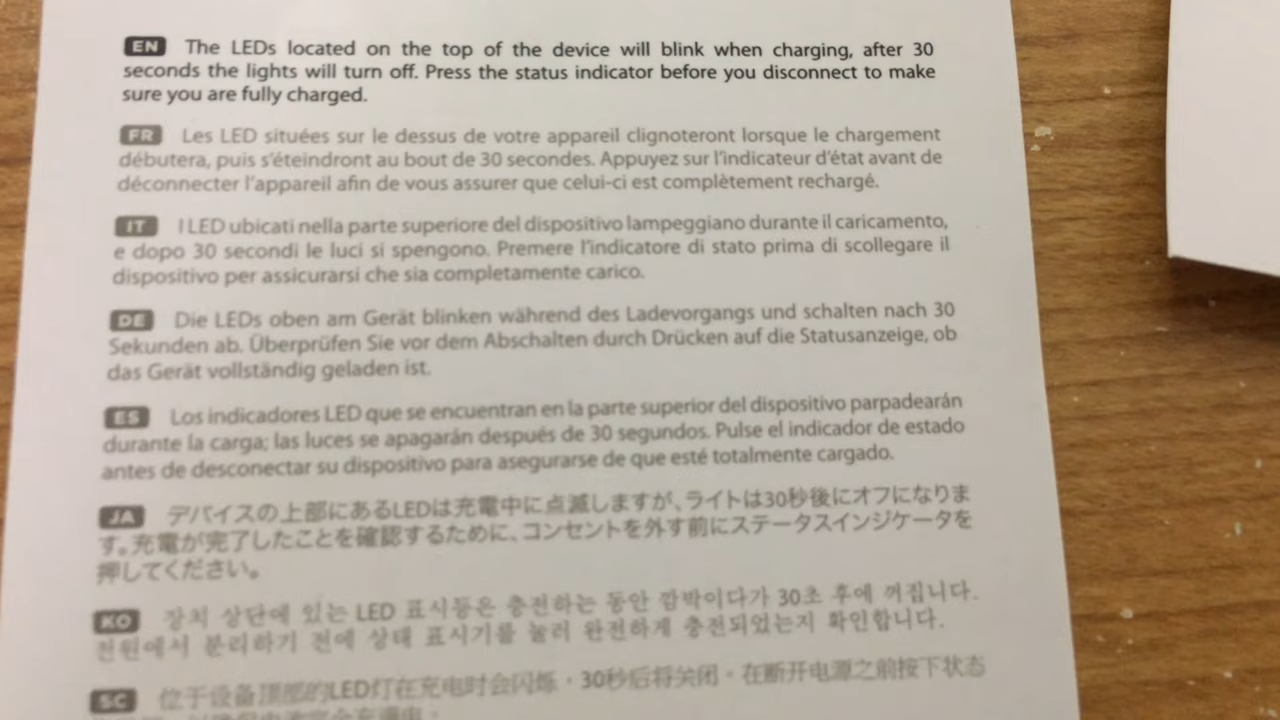 EN The LEDs located on the top of the device will blink when charging, after 30
seconds the lights will turn off. Press the status indicator before you disconnect to make
sure you are fully charged.
FR Les LED situées sur le dessus de votre appareil clignoteront lorsque le chargement
débutera, puis s'éteindront au bout de 30 secondes. Appuyez sur l'indicateur d'état avant de
déconnecter l'appareil afin de vous assurer que celui-ci est complètement rechargé.
IT I LED ubicati nella parte superiore del dispositivo lampeggiano durante il caricamento,
e dopo 30 secondi le luci si spengono. Premere l'indicatore di stato prima di scollegare il
dispositivo per assicurarsi che sia completamente carico.
DE Die LEDs oben am Gerät blinken während des Ladevorgangs und schalten nach 30
Sekunden ab. Überprüfen Sie vor dem Abschalten durch Drücken auf die Statusanzeige, ob
das Gerät vollständig geladen ist.
ES Los indicadores LED que se encuentran en la parte superior del dispositivo parpadearán
durante la carga; las luces se apagarán después de 30 segundos. Pulse el indicador de estado
antes de desconectar su dispositivo para asegurarse de que esté totalmente cargado.
JA デバイスの上部にあるLEDは充電中に点滅しますが、ライトは30秒後にオフになりま
す。充電が完了したことを確認するために、コンセントを外す前にステータスインジケータを
押してください。
KO 장치 상단에 있는 LED 표시등은 충전하는 동안 깜박이다가 30초 후에 꺼집니다.
전원에서 분리하기 전에 상태 표시기를 눌러 완전하게 충전되었는지 확인합니다.
SC 位于设备顶部的LED灯在充电时会闪烁，30秒后将关闭。在断开电源之前按下状态